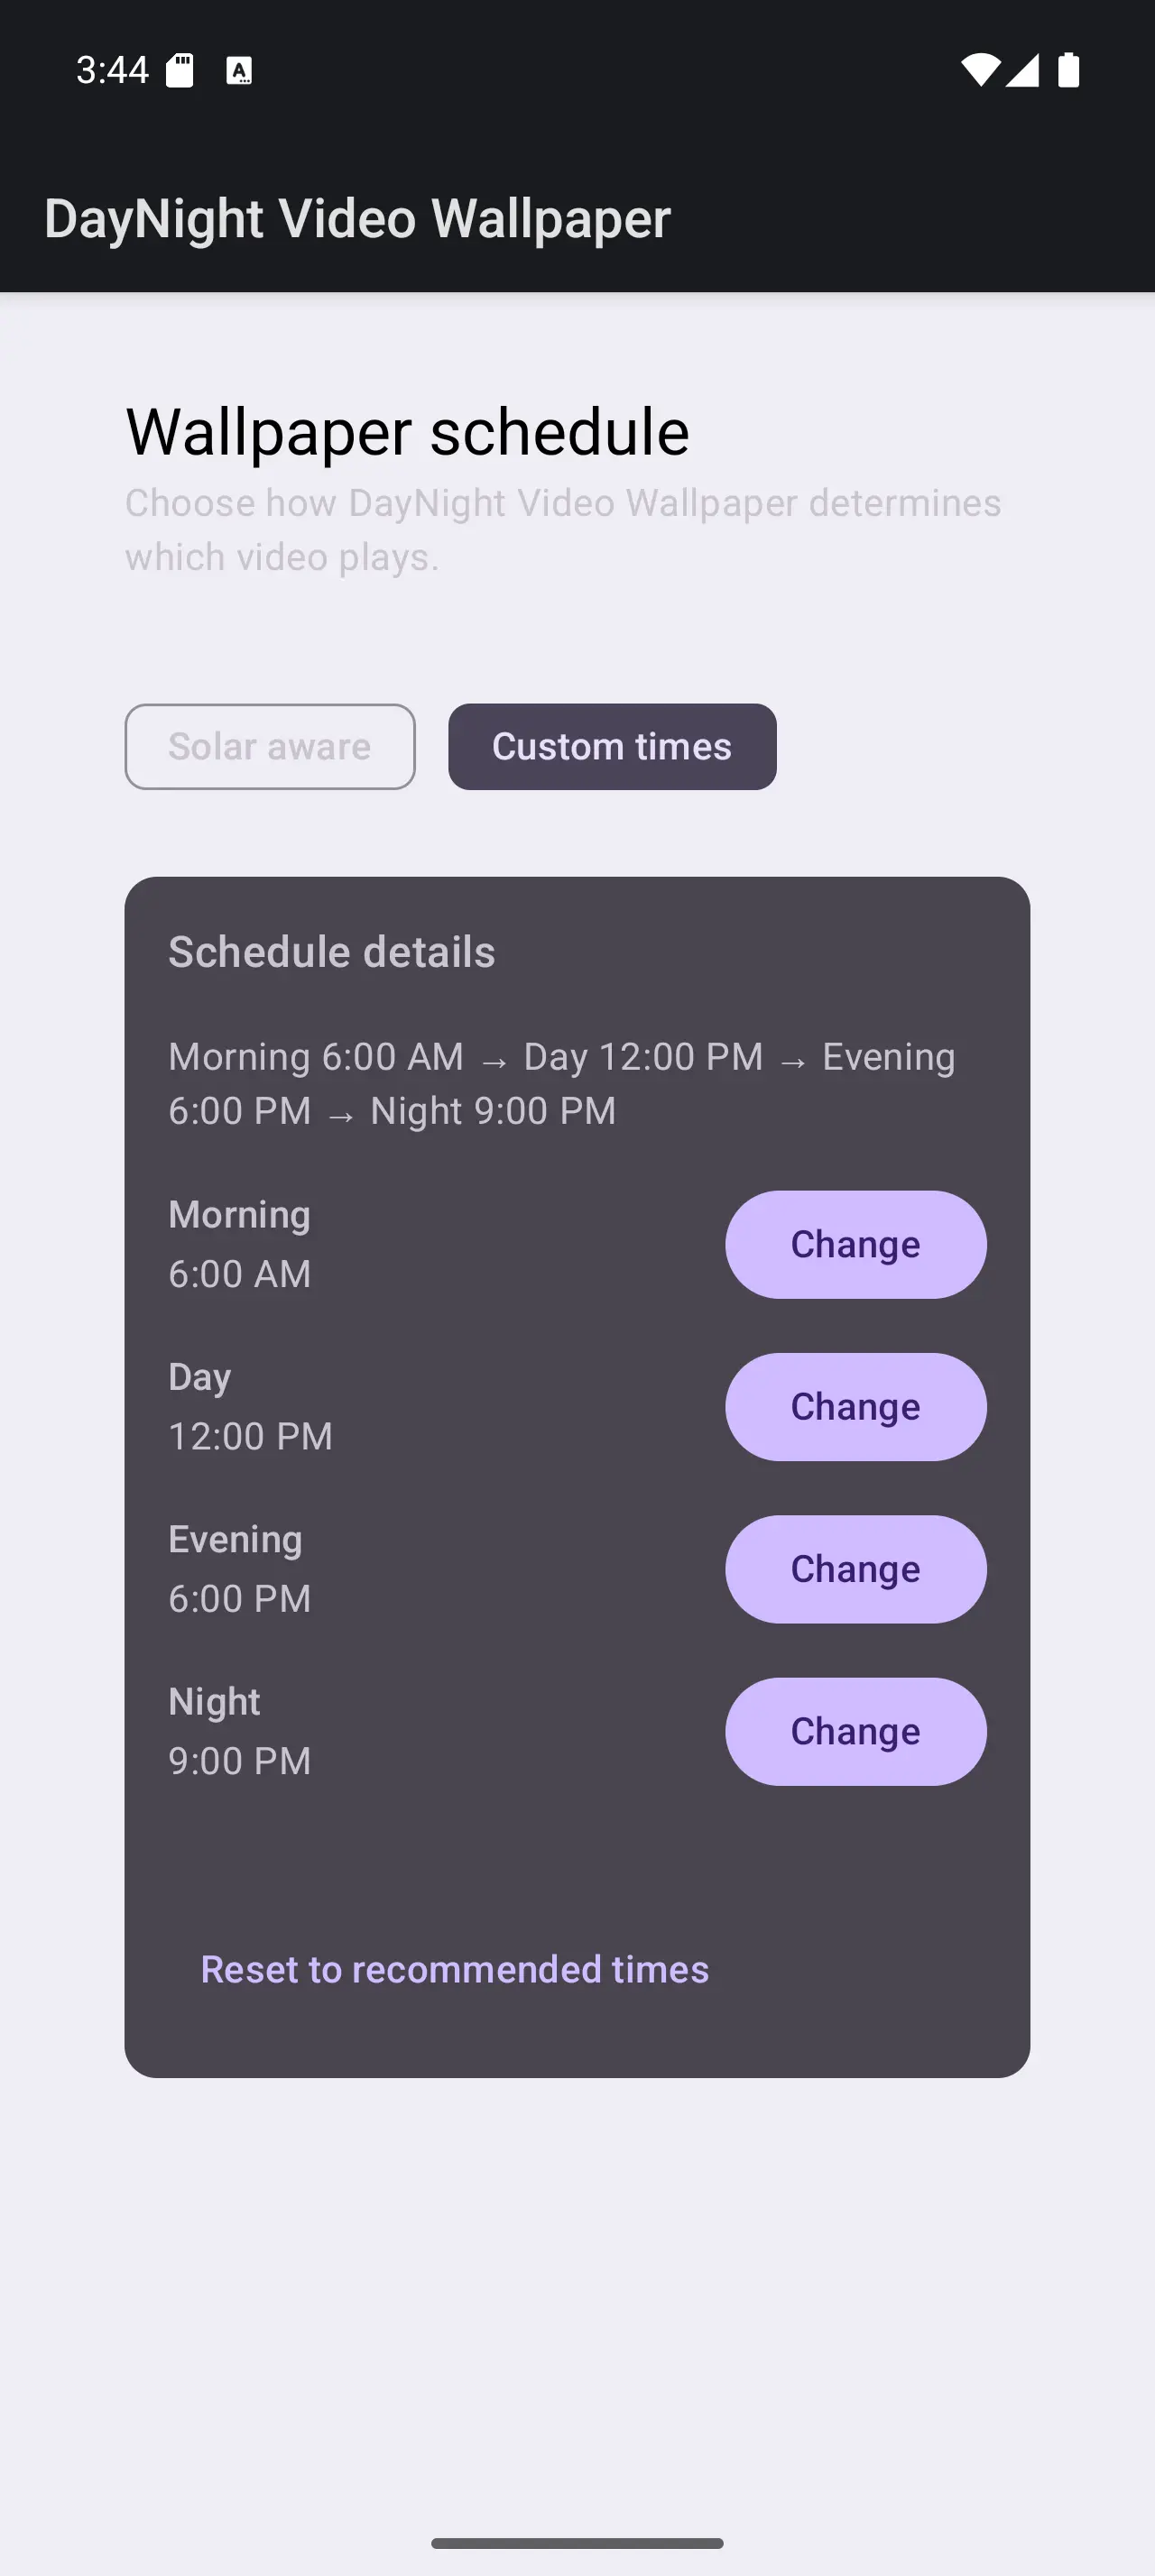 3:44
DayNight Video Wallpaper
Wallpaper schedule
Choose how DayNight Video Wallpaper determines
which video plays.
Solar aware
Custom times
Schedule details
Morning 6:00 AM → Day 12:00 PM → Evening
6:00 PM → Night 9:00 PM
Morning
6:00 AM
Change
Day
12:00 PM
Change
Evening
6:00 PM
Change
Night
9:00 PM
Change
Reset to recommended times